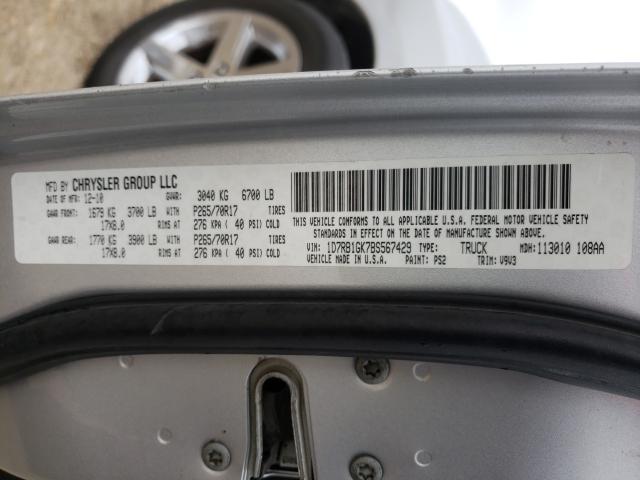 MFD BY CHRYSLER GROUP LLC
DATE OF MFR: 12-10 GVWR: 3040 KG 6700 LB
GAWR FRONT: 1679 KG 3700 LB WITH P265/70R17 TIRES
17X8.0 RIMS AT 276 KPA ( 40 PSI) COLD
GAWR REAR: 1770 KG 3900 LB WITH P265/70R17 TIRES
17X8.0 RIMS AT 276 KPA ( 40 PSI) COLD
THIS VEHICLE CONFORMS TO ALL APPLICABLE U.S.A. FEDERAL MOTOR VEHICLE SAFETY
STANDARDS IN EFFECT ON THE DATE OF MANUFACTURE SHOWN ABOVE.
VIN: 1D7RB1GK7BS567429 TYPE: TRUCK MDH: 113010 108AA
VEHICLE MADE IN U.S.A. PAINT: PS2 TRIM: V9V3